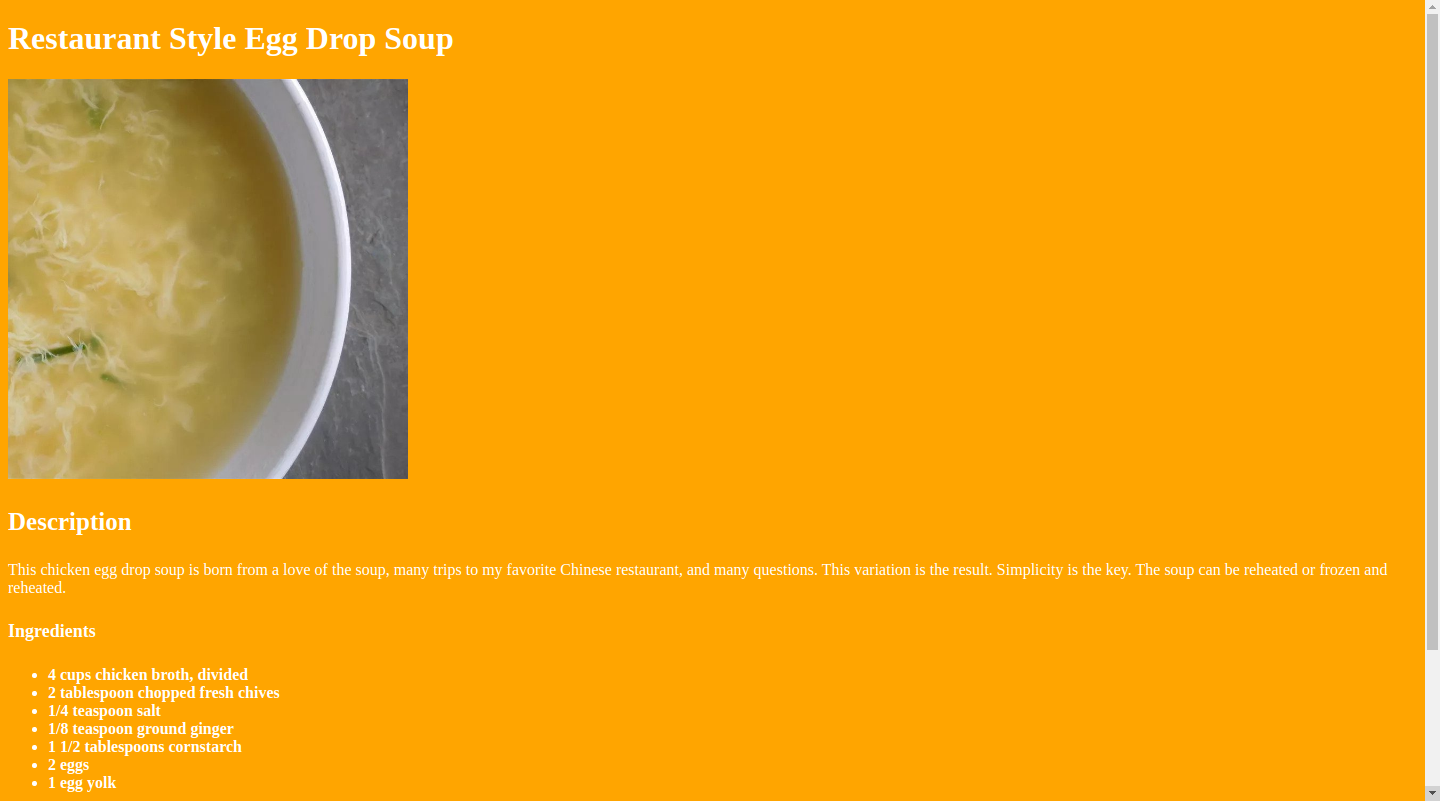 Restaurant Style Egg Drop Soup
Description
This chicken egg drop soup is born from a love of the soup, many trips to my favorite Chinese restaurant, and many questions. This variation is the result. Simplicity is the key. The soup can be reheated or frozen and
reheated.
Ingredients
4 cups chicken broth, divided
2 tablespoon chopped fresh chives
1/4 teaspoon salt
1/8 teaspoon ground ginger
1 1/2 tablespoons cornstarch
2 eggs
1 egg yolk